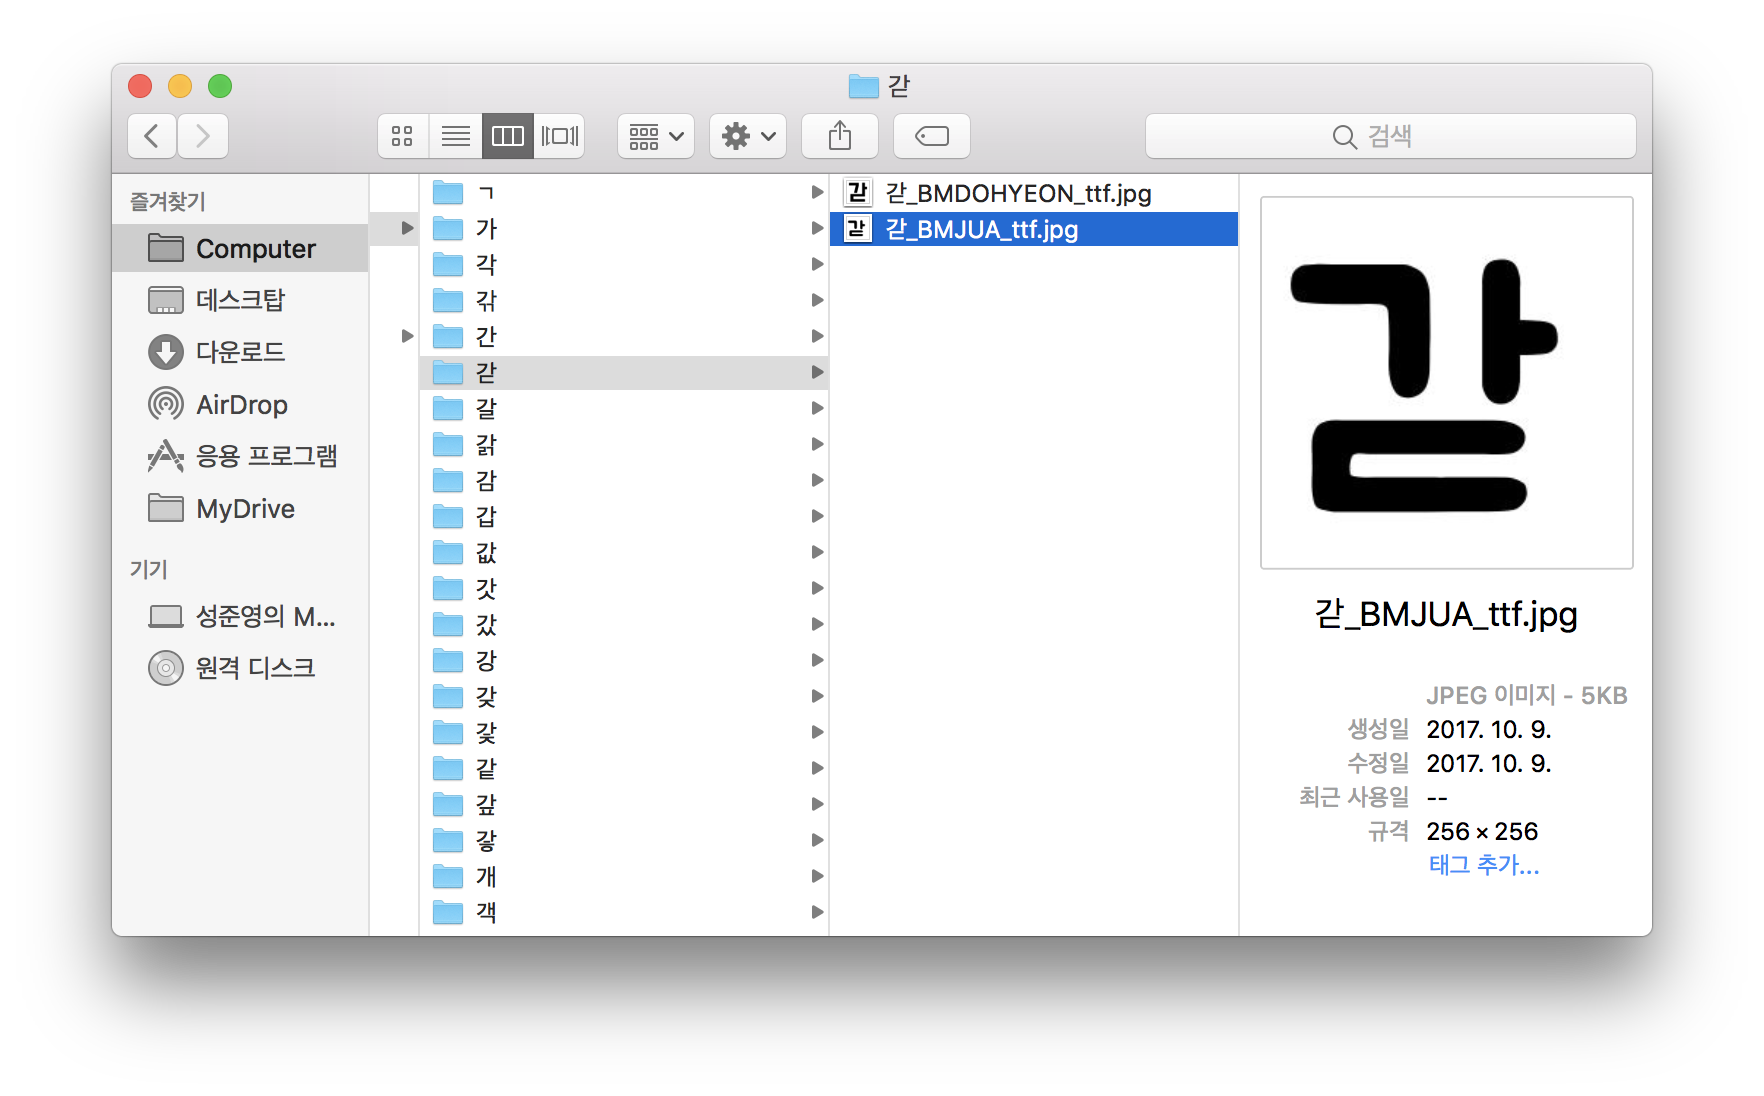 갇
검색
즐겨찾기
Computer
데스크탑
다운로드
AirDrop
응용 프로그램
MyDrive
기기
성준영의 M...
원격 디스크
ㄱ
가
각
갂
간
갇
갈
갉
감
갑
값
갓
갔
강
갖
갗
같
갚
갛
개
객
갇_BMDOHYEON_ttf.jpg
갇_BMJUA_ttf.jpg
갇
갇_BMJUA_ttf.jpg
JPEG 이미지 - 5KB
생성일 2017. 10. 9.
수정일 2017. 10. 9.
최근 사용일 --
규격 256 × 256
태그 추가...